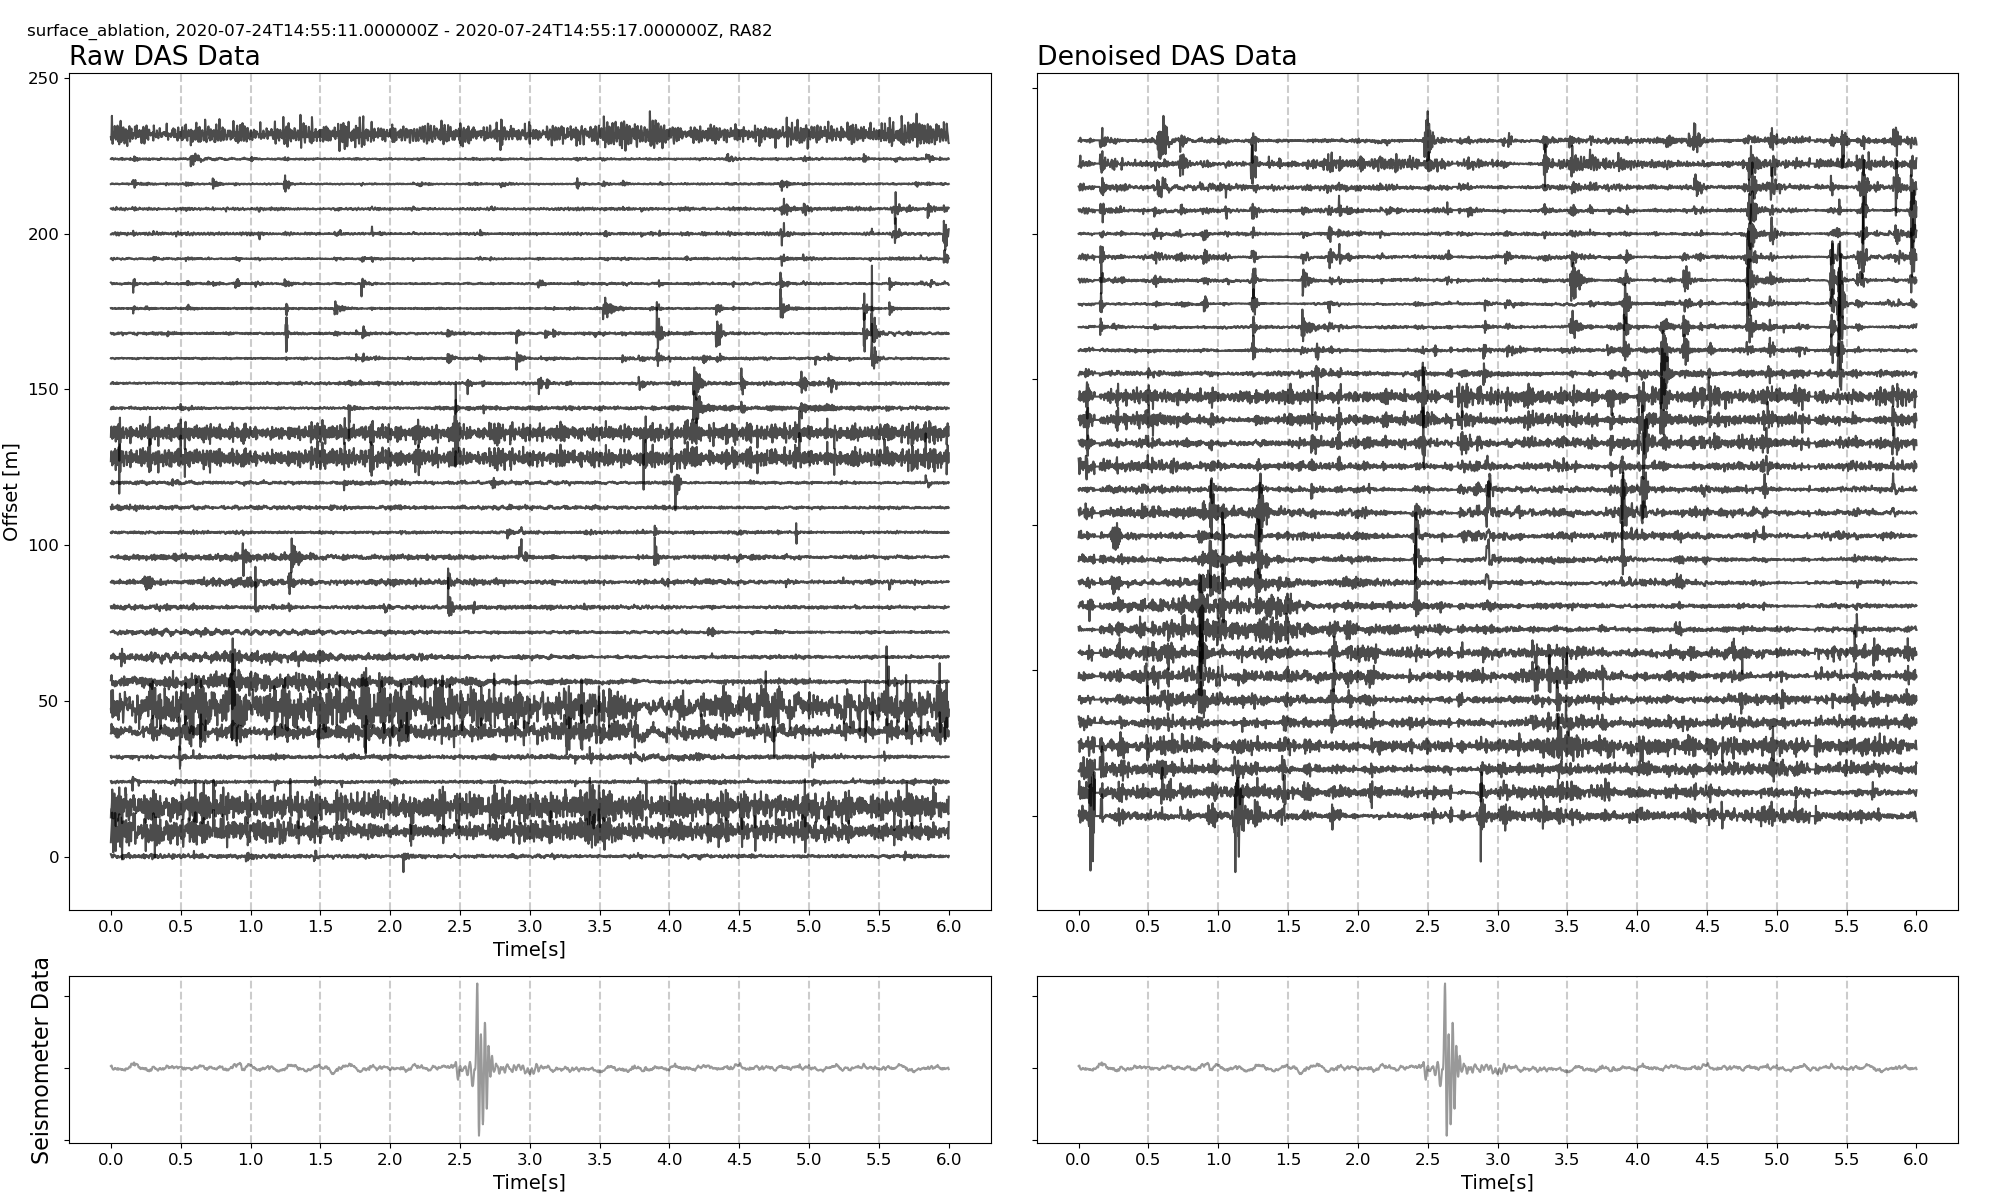 surface_ablation, 2020-07-24T14:55:11.000000Z - 2020-07-24T14:55:17.000000Z, RA82
Raw DAS Data
Denoised DAS Data
250
200
150
100
50
0
Offset [m]
0.0 0.5 1.0 1.5 2.0 2.5 3.0 3.5 4.0 4.5 5.0 5.5 6.0
Time[s]
0.0 0.5 1.0 1.5 2.0 2.5 3.0 3.5 4.0 4.5 5.0 5.5 6.0
Seismometer Data
0.0 0.5 1.0 1.5 2.0 2.5 3.0 3.5 4.0 4.5 5.0 5.5 6.0
Time[s]
0.0 0.5 1.0 1.5 2.0 2.5 3.0 3.5 4.0 4.5 5.0 5.5 6.0
Time[s]